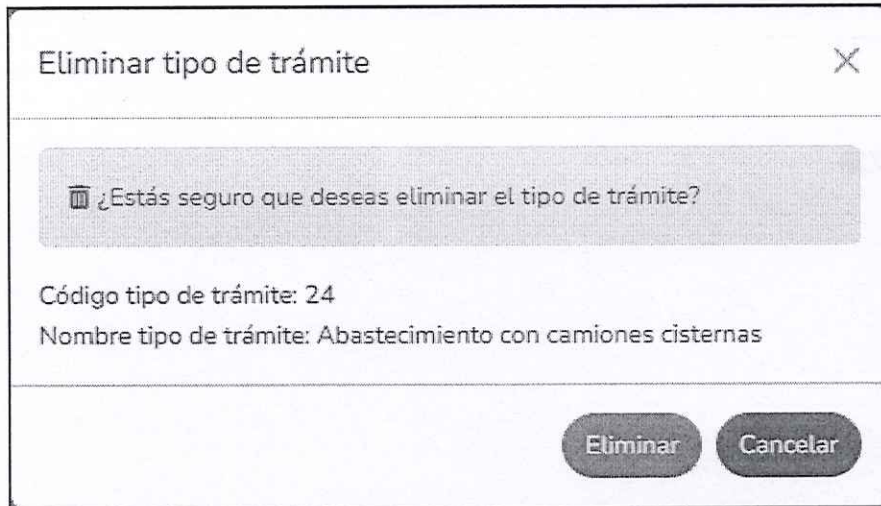 Eliminar tipo de trámite
¿Estás seguro que deseas eliminar el tipo de trámite?
Código tipo de trámite: 24
Nombre tipo de trámite: Abastecimiento con camiones cisternas
Eliminar Cancelar